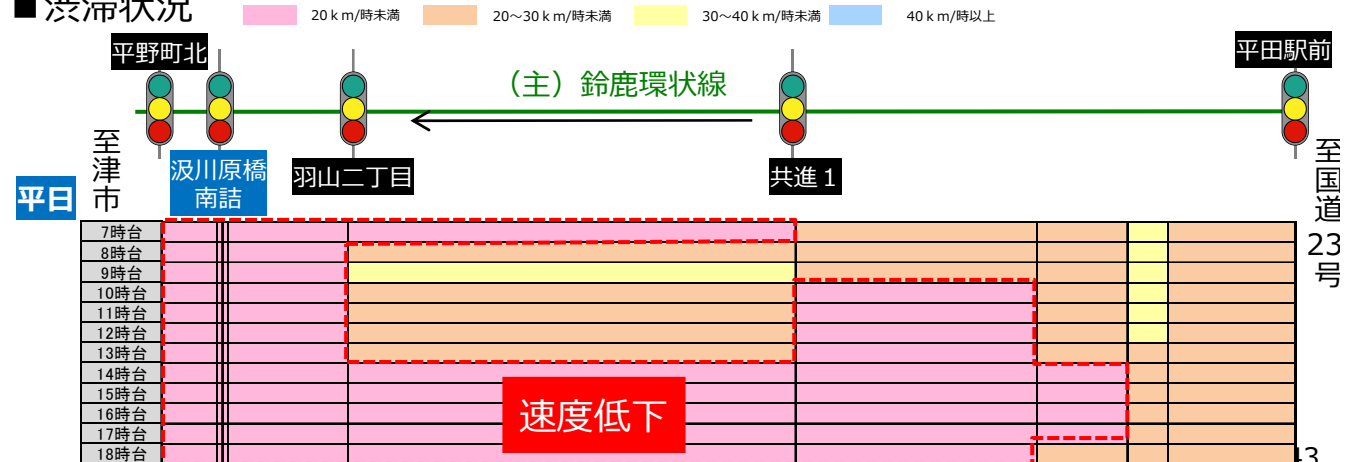 ■渋滞状況
20ｋｍ/時未満
20～30ｋｍ/時未満
30～40ｋｍ/時未満
40ｋｍ/時以上
平野町北
平田駅前
（主）鈴鹿環状線
汲川原橋
南詰
羽山二丁目
共進１
至津市
至国道23号
平日
7時台
8時台
9時台
10時台
11時台
12時台
13時台
14時台
15時台
16時台
17時台
18時台
速度低下